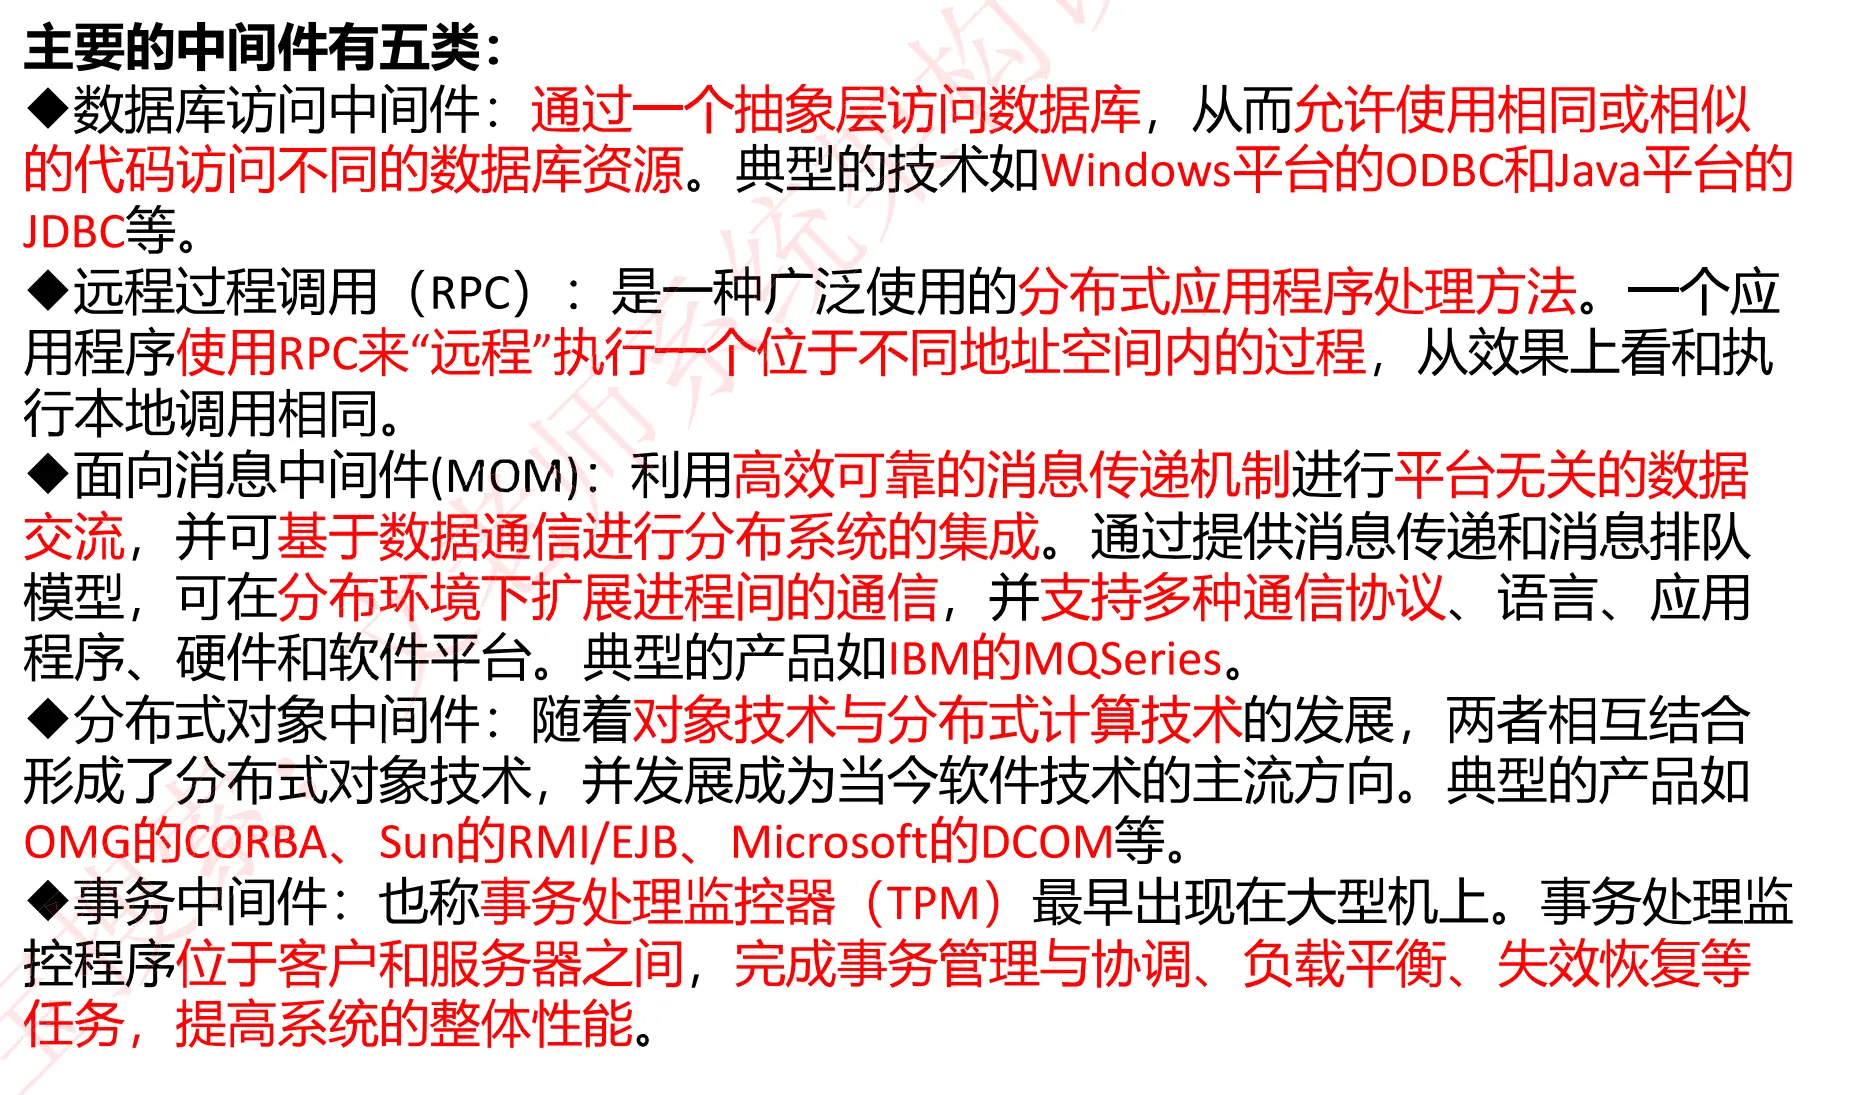 主要的中间件有五类：
◆数据库访问中间件：通过一个抽象层访问数据库，从而允许使用相同或相似
的代码访问不同的数据库资源。典型的技术如Windows平台的ODBC和Java平台的
JDBC等。
◆远程过程调用（RPC）：是一种广泛使用的分布式应用程序处理方法。一个应
用程序使用RPC来“远程”执行一个位于不同地址空间内的过程，从效果上看和执
行本地调用相同。
◆面向消息中间件(MOM)：利用高效可靠的消息传递机制进行平台无关的数据
交流，并可基于数据通信进行分布系统的集成。通过提供消息传递和消息排队
模型，可在分布环境下扩展进程间的通信，并支持多种通信协议、语言、应用
程序、硬件和软件平台。典型的产品如IBM的MQSeries。
◆分布式对象中间件：随着对象技术与分布式计算技术的发展，两者相互结合
形成了分布式对象技术，并发展成为当今软件技术的主流方向。典型的产品如
OMG的CORBA、Sun的RMI/EJB、Microsoft的DCOM等。
◆事务中间件：也称事务处理监控器（TPM）最早出现在大型机上。事务处理监
控程序位于客户和服务器之间，完成事务管理与协调、负载平衡、失效恢复等
任务，提高系统的整体性能。